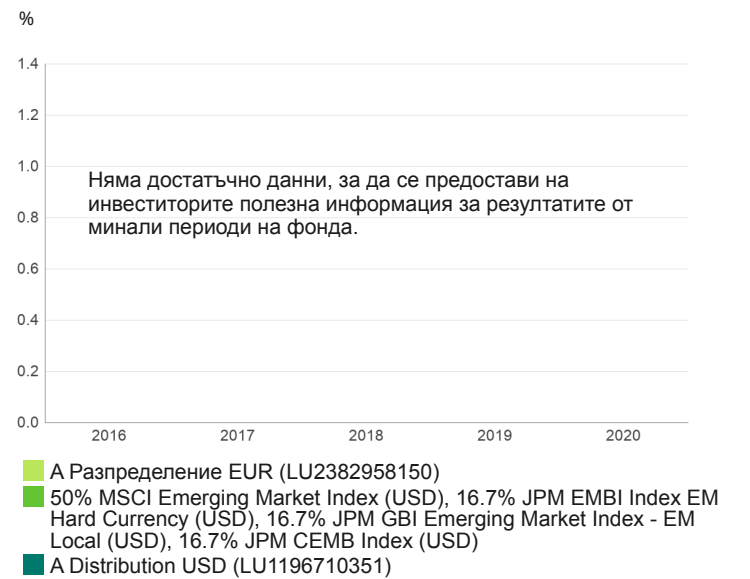 %
1.4
1.2
1.0
Няма достатъчно данни, за да се предостави на
инвеститорите полезна информация за резултатите от
минали периоди на фонда.
0.8
0.6
0.4
0.2
0.0
2016 2017 2018 2019 2020
А Разпределение EUR (LU2382958150)
50% MSCI Emerging Market Index (USD), 16.7% JPM EMBI Index EM
Hard Currency (USD), 16.7% JPM GBI Emerging Market Index - EM
Local (USD), 16.7% JPM CEMB Index (USD)
A Distribution USD (LU1196710351)